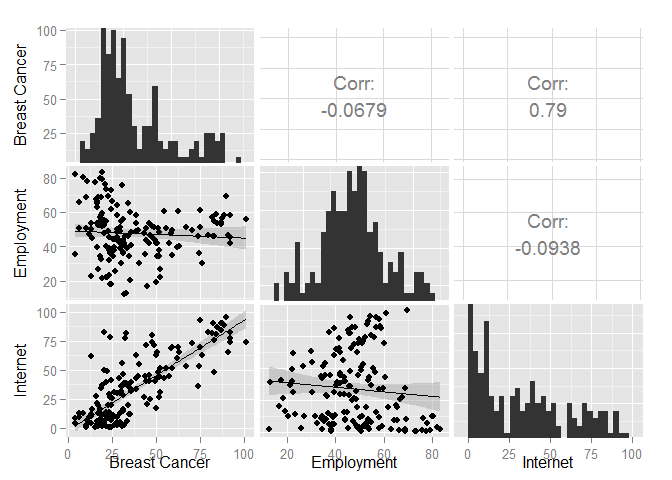 Breast Cancer
100
75
50
25
Corr:
-0.0679
Corr:
0.79
Employment
80
60
40
20
Corr:
-0.0938
Internet
100
75
50
25
0
0 25 50 75 100
20 40 60 80
0 25 50 75 100
Breast Cancer Employment Internet